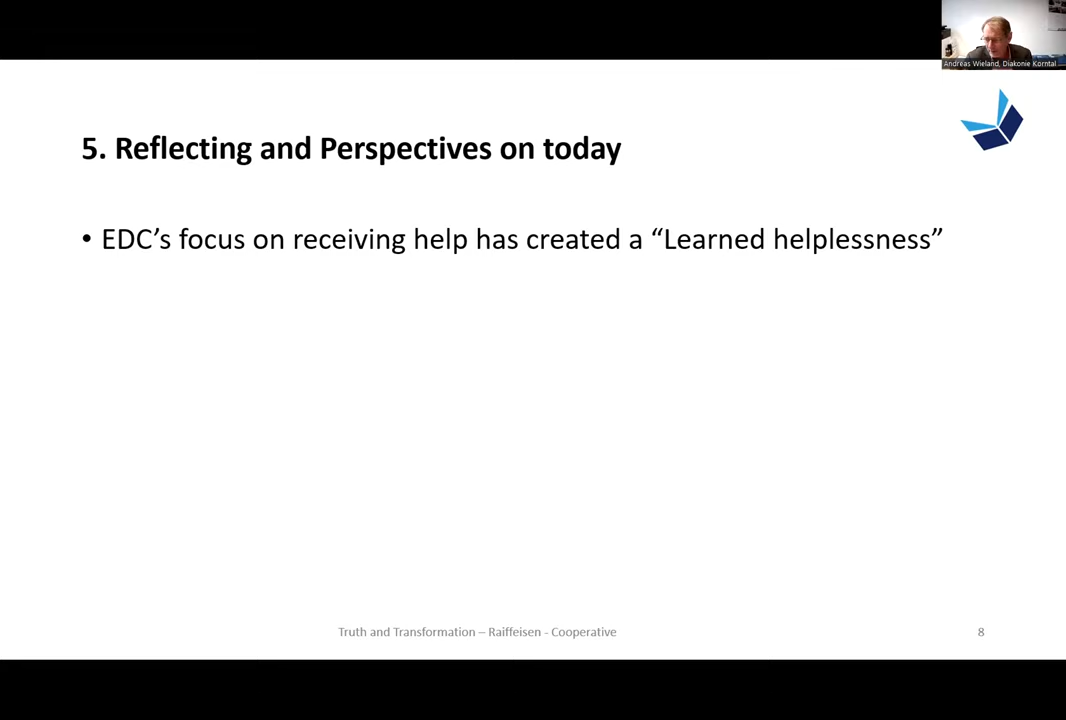 Andreas Wieland, Diakonie Korntal
5. Reflecting and Perspectives on today
• EDC’s focus on receiving help has created a “Learned helplessness”
Truth and Transformation – Raiffeisen - Cooperative
8